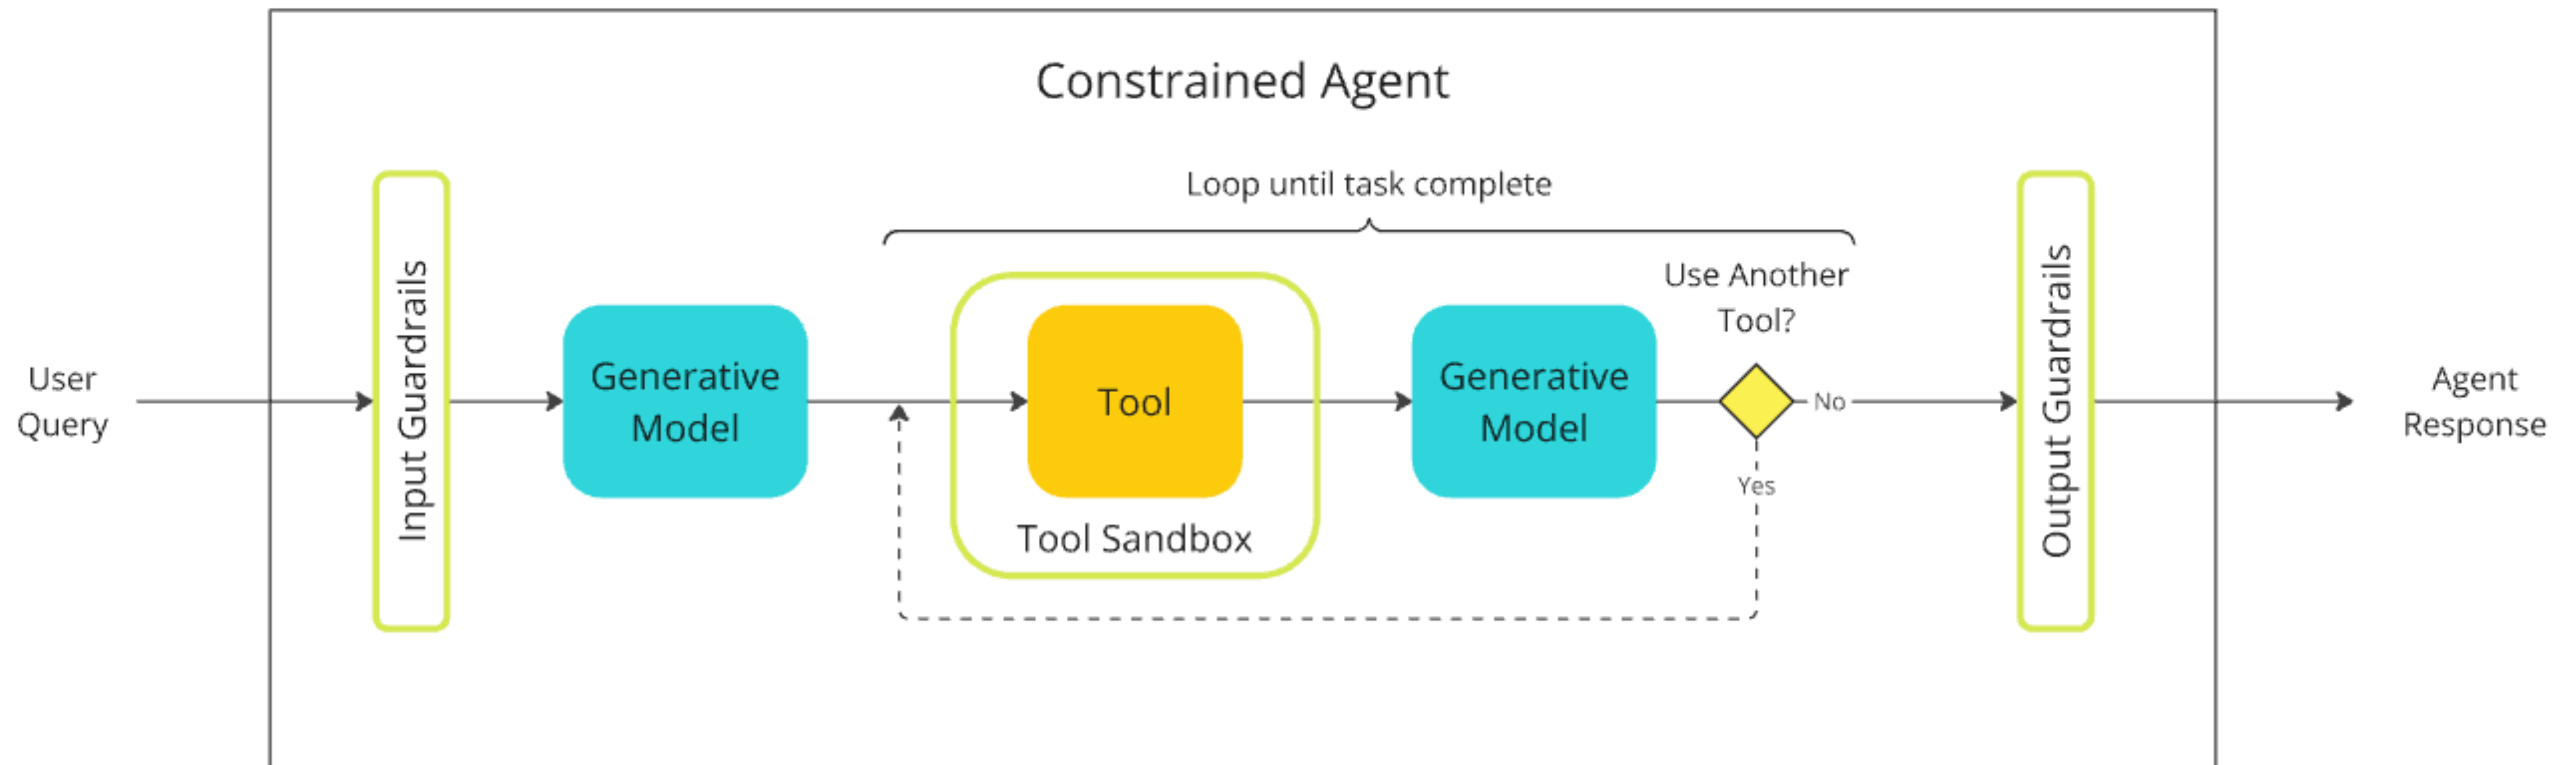 Constrained Agent
Loop until task complete
User
Query
Input Guardrails
Generative
Model
Tool
Tool Sandbox
Generative
Model
Use Another
Tool?
No
Yes
Output Guardrails
Agent
Response